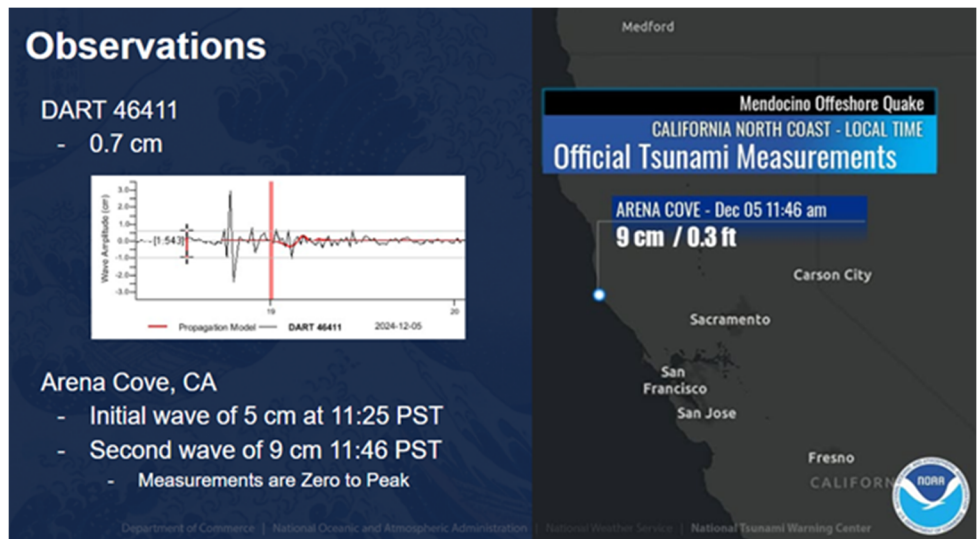 Observations
DART 46411
- 0.7 cm
Wave Amplitude (cm)
3.0
2.0
1.0
0.0
-1.0
-2.0
-3.0
[1.543]
19
20
Propagation Model
DART 46411
2024-12-05
Arena Cove, CA
- Initial wave of 5 cm at 11:25 PST
- Second wave of 9 cm 11:46 PST
- Measurements are Zero to Peak
Medford
Mendocino Offshore Quake
CALIFORNIA NORTH COAST - LOCAL TIME
Official Tsunami Measurements
ARENA COVE - Dec 05 11:46 am
9 cm / 0.3 ft
Carson City
Sacramento
San
Francisco
San Jose
Fresno
CALIFORN
NOAA
Department of Commerce | National Oceanic and Atmospheric Administration | National Weather Service | National Tsunami Warning Center